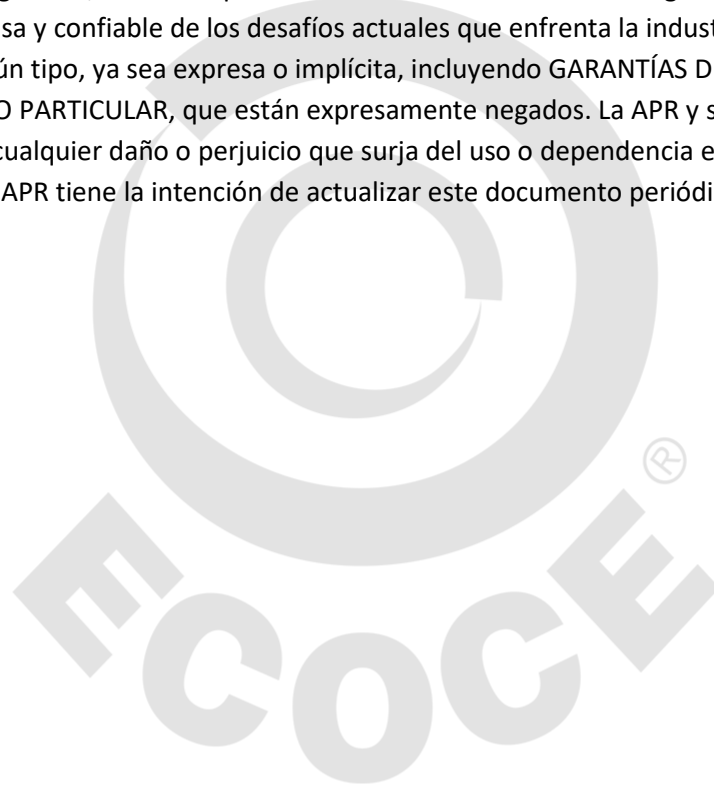 sa y confiable de los desafíos actuales que enfrenta la indust
ún tipo, ya sea expresa o implícita, incluyendo GARANTÍAS D
O PARTICULAR, que están expresamente negados. La APR y s
cualquier daño o perjuicio que surja del uso o dependencia e
APR tiene la intención de actualizar este documento periódi
®
ECOCE